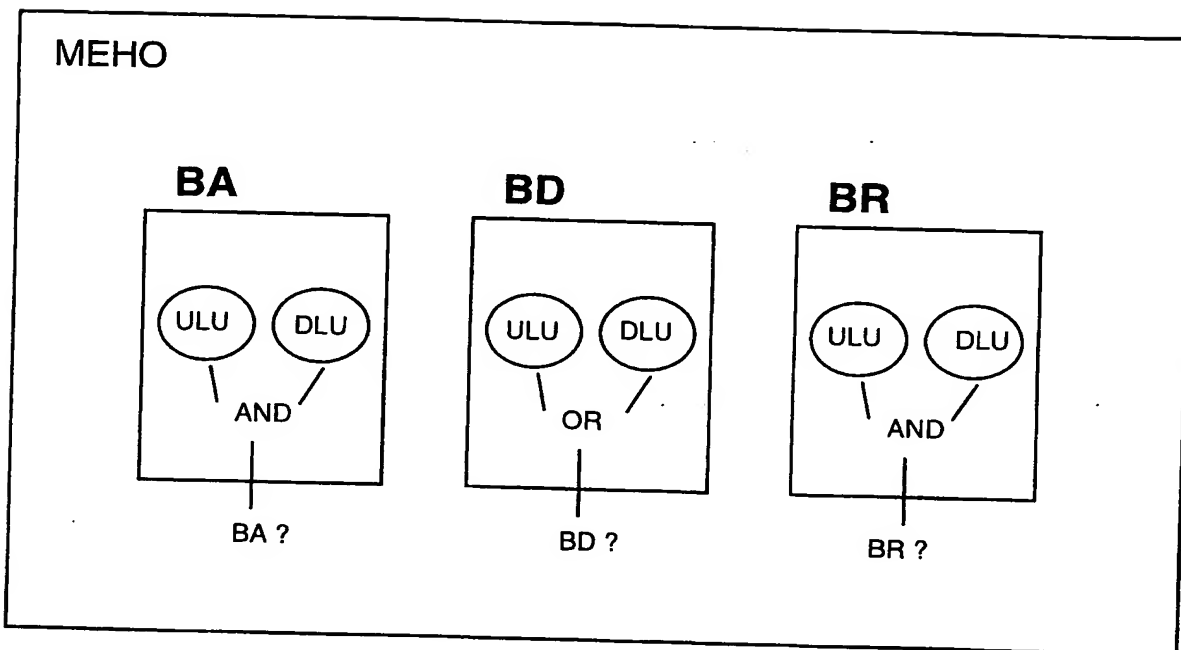 MEHO
BA
BD
BR
ULU DLU
ULU DLU
ULU DLU
AND
OR
AND
BA ?
BD ?
BR ?